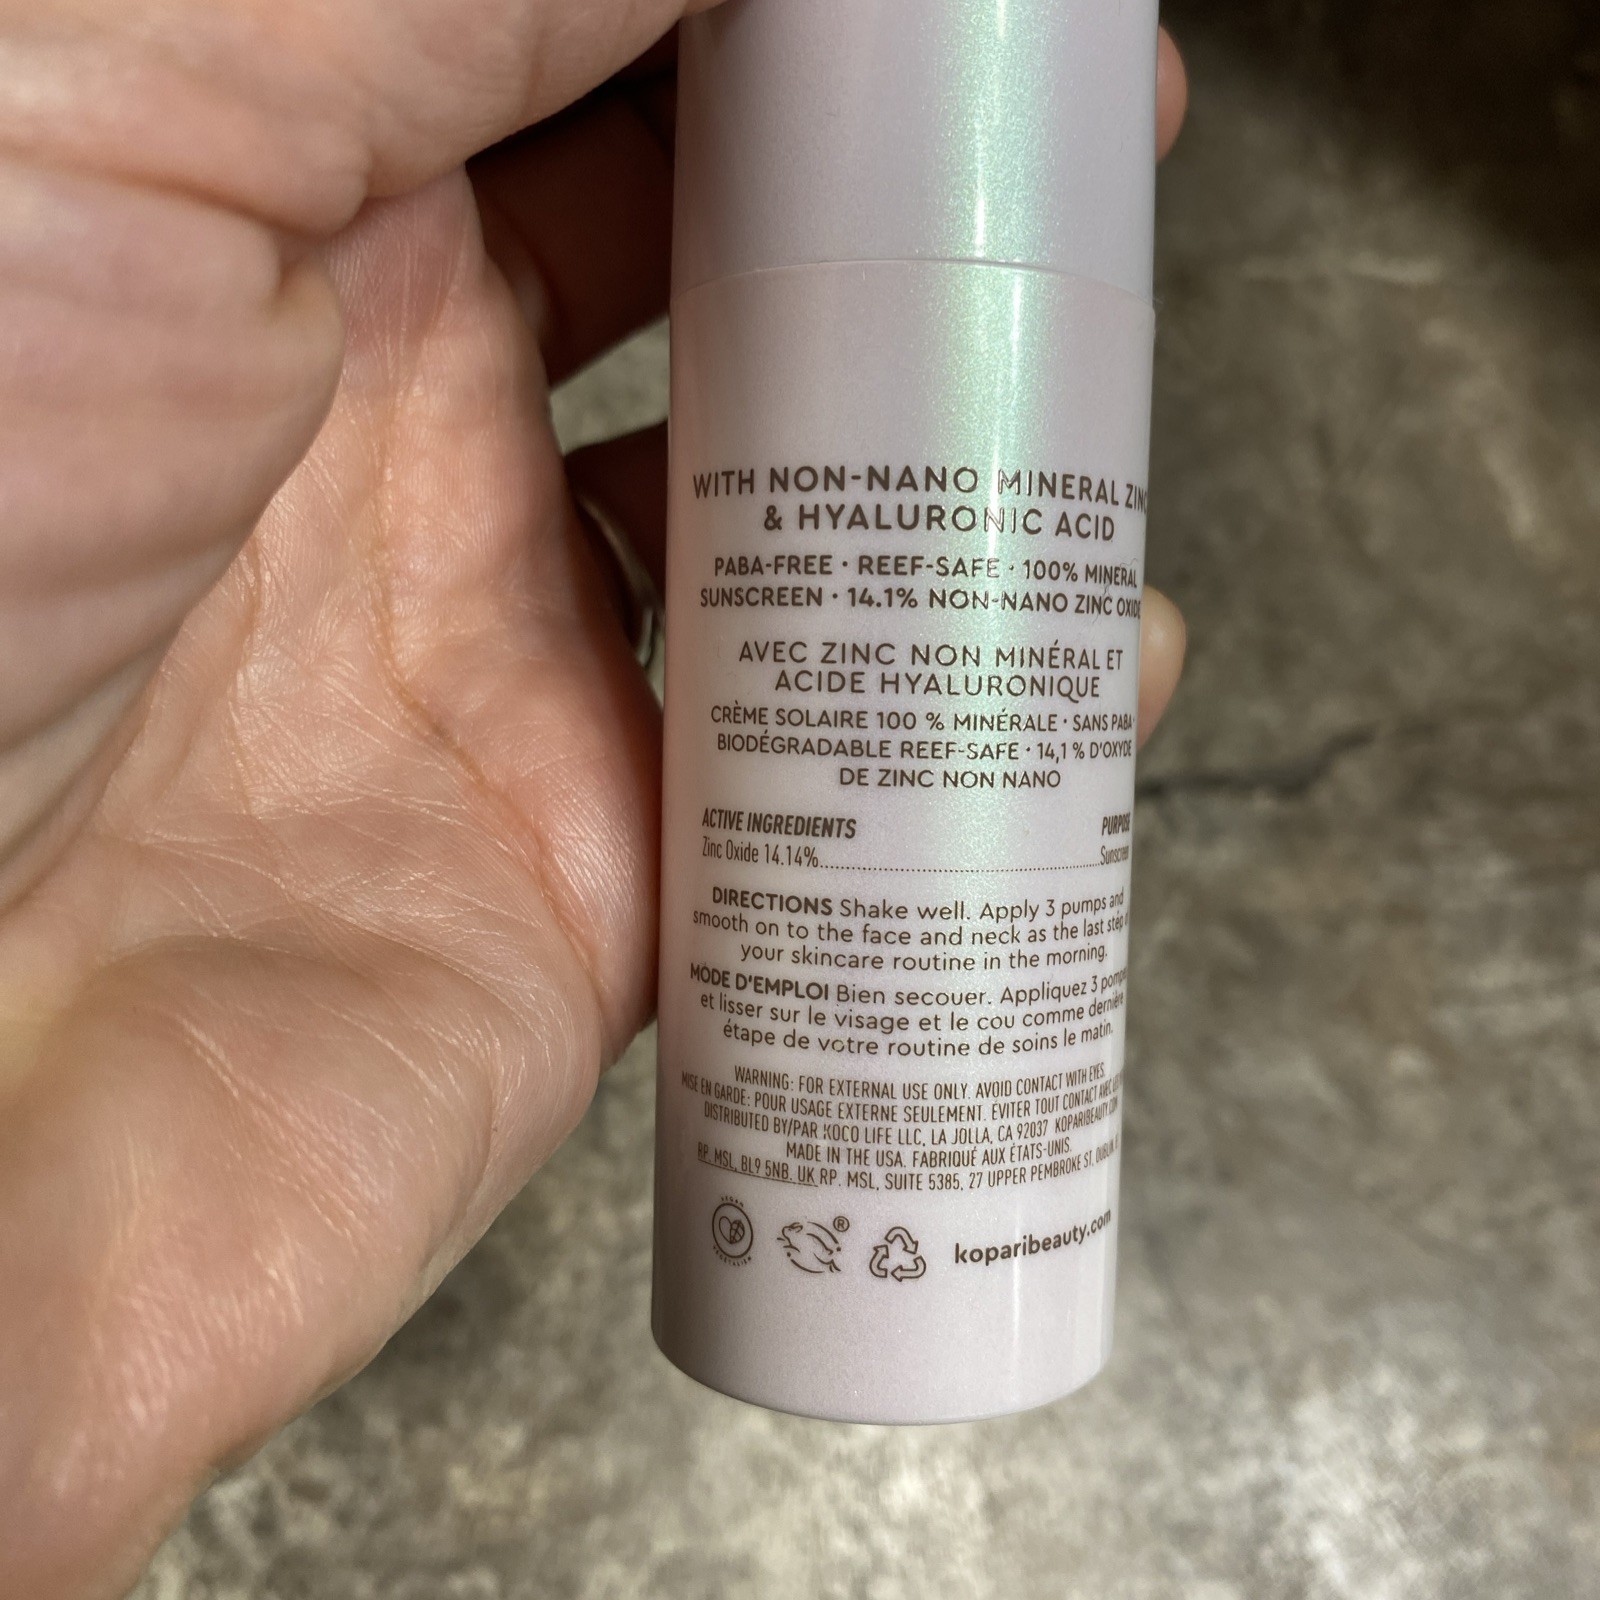 WITH NON-NANO MINERAL ZINC
& HYALURONIC ACID
PABA-FREE · REEF-SAFE · 100% MINERAL
SUNSCREEN · 14.1% NON-NANO ZINC OXIDE
AVEC ZINC NON MINÉRAL ET
ACIDE HYALURONIQUE
CRÈME SOLAIRE 100 % MINÉRALE · SANS PABA ·
BIODÉGRADABLE REEF-SAFE · 14,1 % D'OXYDE
DE ZINC NON NANO
ACTIVE INGREDIENTS PURPOSE
Zinc Oxide 14.14%........Sunscreen
DIRECTIONS Shake well. Apply 3 pumps and
smooth on to the face and neck as the last step
your skincare routine in the morning.
MODE D'EMPLOI Bien secouer. Appliquez 3 pompes
et lisser sur le visage et le cou comme dernière
étape de votre routine de soins le matin.
WARNING: FOR EXTERNAL USE ONLY. AVOID CONTACT WITH EYES.
MISE EN GARDE: POUR USAGE EXTERNE SEULEMENT. ÉVITER TOUT CONTACT AVEC
DISTRIBUTED BY/PAR KOCO LIFE LLC, LA JOLLA, CA 92037 KOPARIBEAUTY.COM
MADE IN THE USA. FABRIQUÉ AUX ÉTATS-UNIS.
RP. MSL, BL9 5NB. UK RP. MSL, SUITE 5385, 27 UPPER PEMBROKE ST, DUBLIN,
VEGAN
VEGETALIEN
®
koparibeauty.com